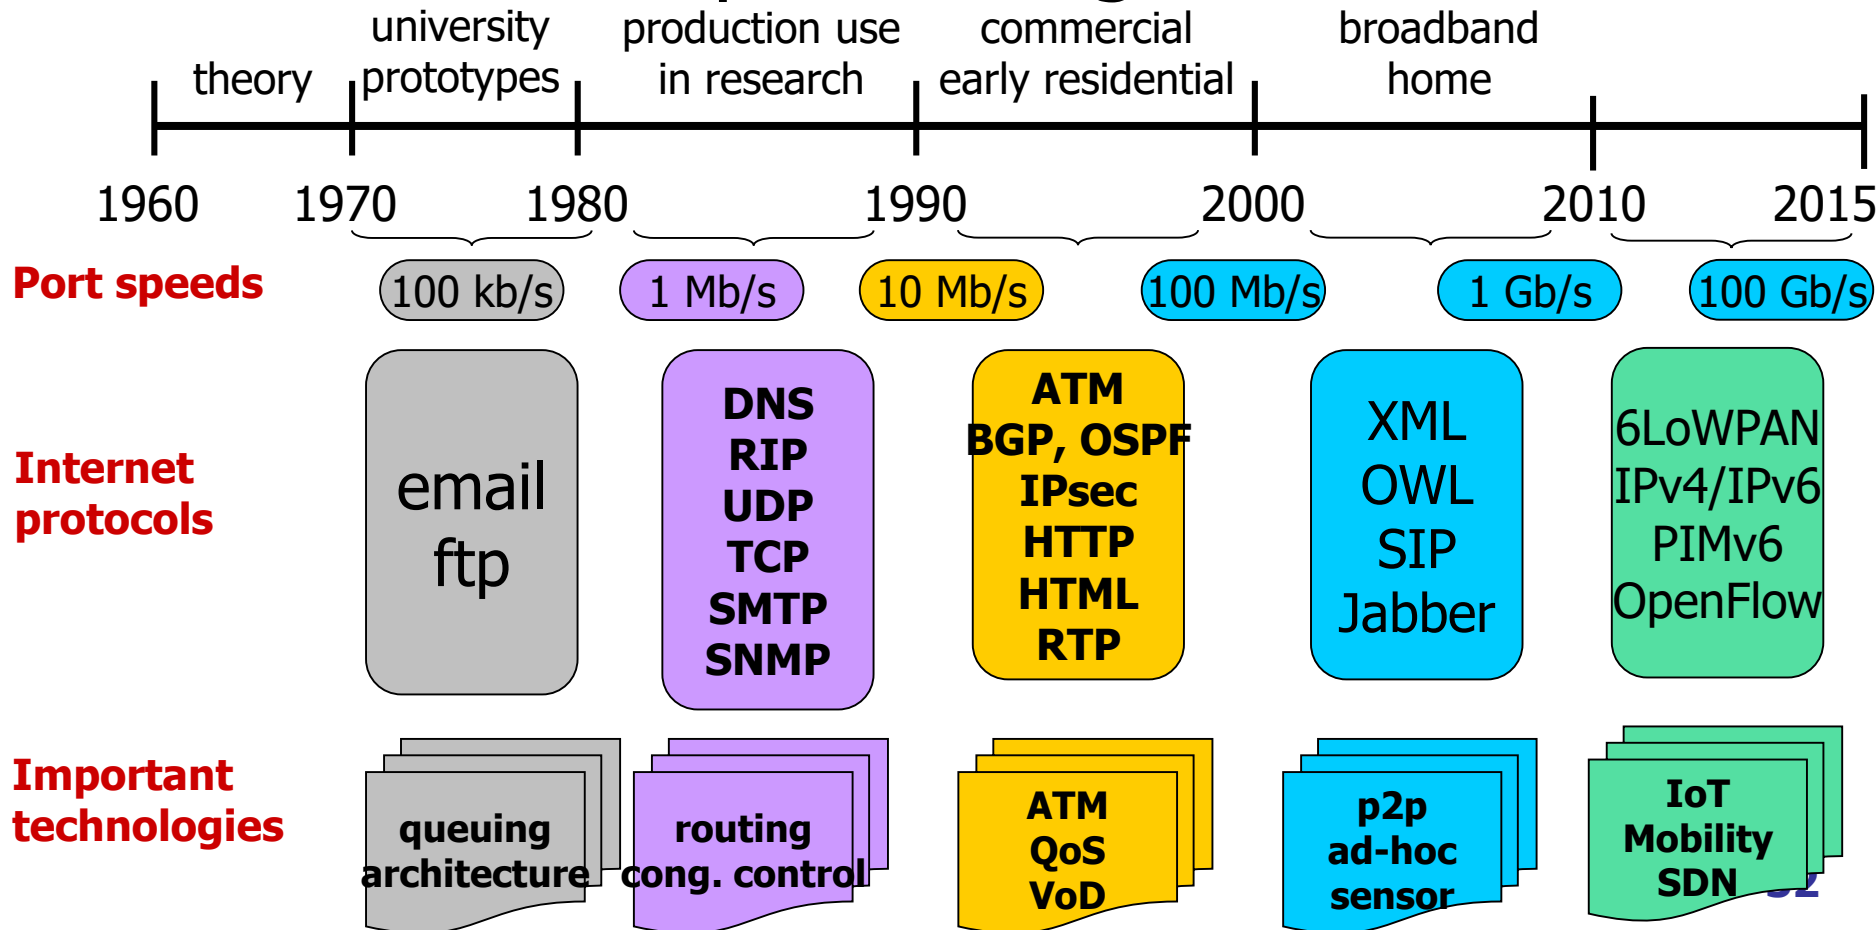 theory
university
prototypes
production use
in research
commercial
early residential
broadband
home
1960 1970 1980 1990 2000 2010 2015
Port speeds
100 kb/s 1 Mb/s 10 Mb/s 100 Mb/s 1 Gb/s 100 Gb/s
Internet
protocols
email
ftp
DNS
RIP
UDP
TCP
SMTP
SNMP
ATM
BGP, OSPF
IPsec
HTTP
HTML
RTP
XML
OWL
SIP
Jabber
6LoWPAN
IPv4/IPv6
PIMv6
OpenFlow
Important
technologies
queuing
architecture
routing
cong. control
ATM
QoS
VoD
p2p
ad-hoc
sensor
IoT
Mobility
SDN